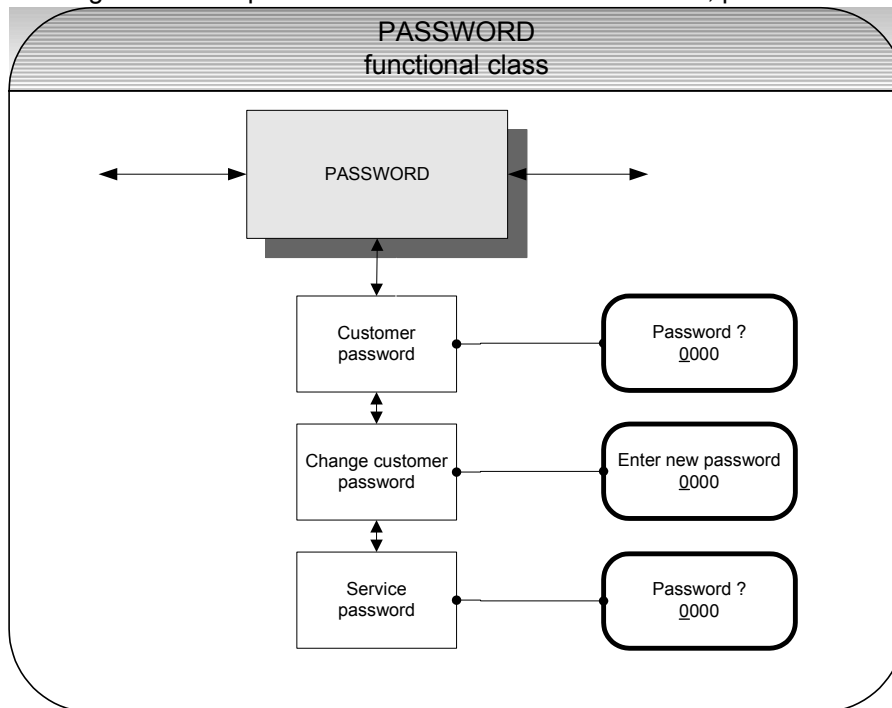 PASSWORD
functional class
PASSWORD
Customer
password
Password ?
0000
Change customer
password
Enter new password
0000
Service
password
Password ?
0000